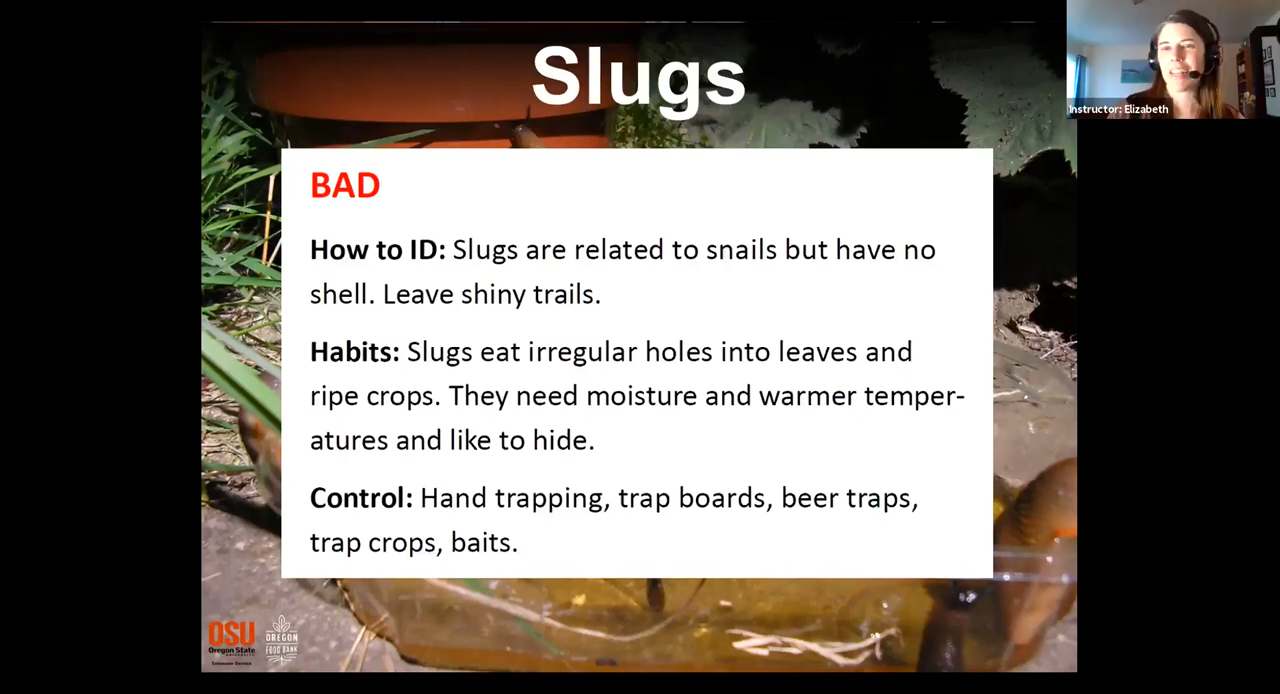 Slugs
Instructor: Elizabeth
BAD
How to ID: Slugs are related to snails but have no
shell. Leave shiny trails.
Habits: Slugs eat irregular holes into leaves and
ripe crops. They need moisture and warmer temper-
atures and like to hide.
Control: Hand trapping, trap boards, beer traps,
trap crops, baits.
OSU
Oregon State
UNIVERSITY
Extension Service
OREGON
FOOD BANK